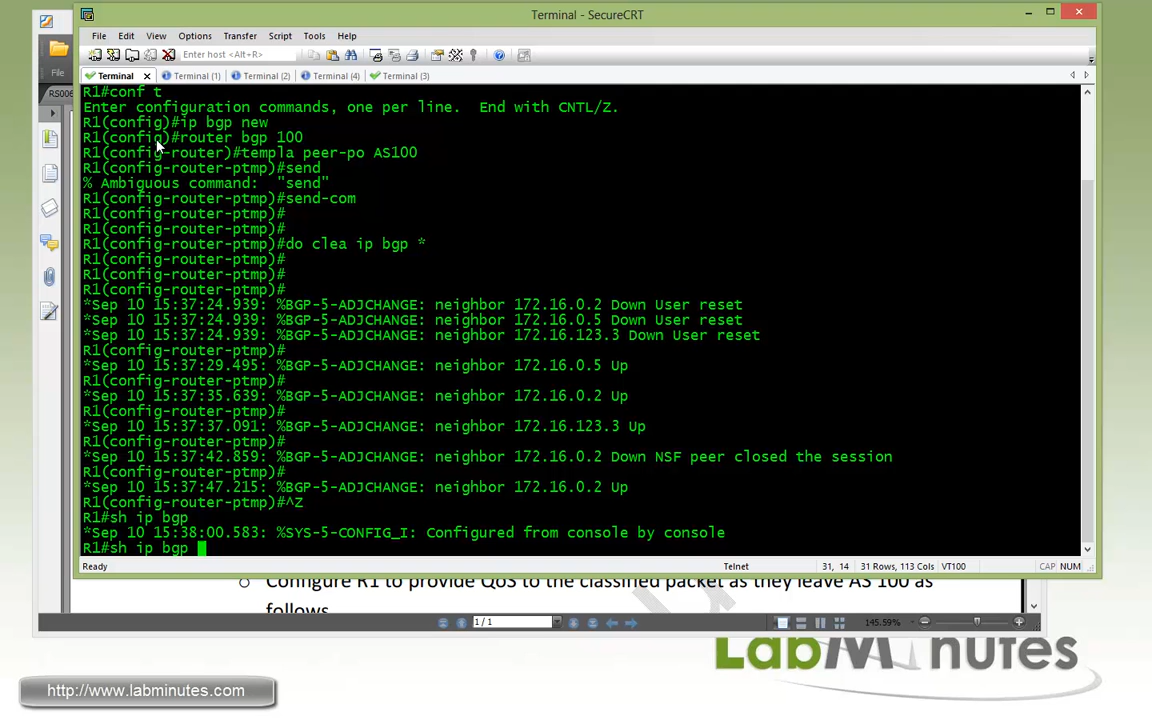 Terminal - SecureCRT
File Edit View Options Transfer Script Tools Help
Enter host <Alt+R>
Terminal Terminal (1) Terminal (2) Terminal (4) Terminal (3)
File
RS006
R1#conf t
Enter configuration commands, one per line.  End with CNTL/Z.
R1(config)#ip bgp new
R1(config)#router bgp 100
R1(config-router)#templa peer-po AS100
R1(config-router-ptmp)#send
% Ambiguous command:  "send"
R1(config-router-ptmp)#send-com
R1(config-router-ptmp)#
R1(config-router-ptmp)#
R1(config-router-ptmp)#do clea ip bgp *
R1(config-router-ptmp)#
R1(config-router-ptmp)#
R1(config-router-ptmp)#
*Sep 10 15:37:24.939: %BGP-5-ADJCHANGE: neighbor 172.16.0.2 Down User reset
*Sep 10 15:37:24.939: %BGP-5-ADJCHANGE: neighbor 172.16.0.5 Down User reset
*Sep 10 15:37:24.939: %BGP-5-ADJCHANGE: neighbor 172.16.123.3 Down User reset
R1(config-router-ptmp)#
*Sep 10 15:37:29.495: %BGP-5-ADJCHANGE: neighbor 172.16.0.5 Up
R1(config-router-ptmp)#
*Sep 10 15:37:35.639: %BGP-5-ADJCHANGE: neighbor 172.16.0.2 Up
R1(config-router-ptmp)#
*Sep 10 15:37:37.091: %BGP-5-ADJCHANGE: neighbor 172.16.123.3 Up
R1(config-router-ptmp)#
*Sep 10 15:37:42.859: %BGP-5-ADJCHANGE: neighbor 172.16.0.2 Down NSF peer closed the session
R1(config-router-ptmp)#
*Sep 10 15:37:47.215: %BGP-5-ADJCHANGE: neighbor 172.16.0.2 Up
R1(config-router-ptmp)#^Z
R1#sh ip bgp
*Sep 10 15:38:00.583: %SYS-5-CONFIG_I: Configured from console by console
R1#sh ip bgp
Ready Telnet 31, 14 31 Rows, 113 Cols VT100 CAP NUM
Configure R1 to provide QoS to the classified packet as they leave AS 100 as
follows
1 / 1 145.59%
LabMinutes
http://www.labminutes.com